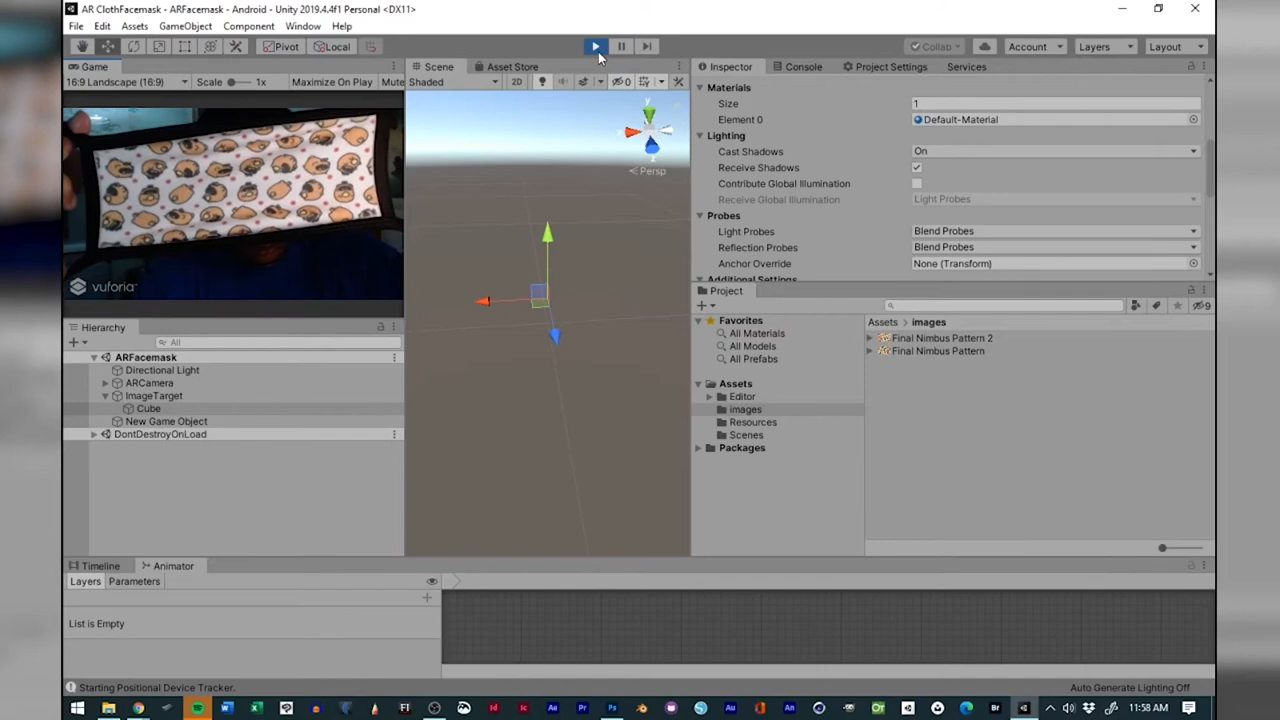 AR ClothFacemask - ARFacemask - Android - Unity 2019.4.4f1 Personal <DX11>
File Edit Assets GameObject Component Window Help
Pivot Local Collab Account Layers Layout
Game
16:9 Landscape (16:9) Scale 1x Maximize On Play Mute
vuforia
Scene Asset Store
Shaded 2D 0
y
z
Persp
Inspector Console Project Settings Services
Materials
Size 1
Element 0 Default-Material
Lighting
Cast Shadows On
Receive Shadows
Contribute Global Illumination
Receive Global Illumination Light Probes
Probes
Light Probes Blend Probes
Reflection Probes Blend Probes
Anchor Override None (Transform)
Additional Settings
Hierarchy
All
ARFacemask
Directional Light
ARCamera
ImageTarget
Cube
New Game Object
DontDestroyOnLoad
Project
9
Favorites
All Materials
All Models
All Prefabs
Assets
Editor
images
Resources
Scenes
Packages
Assets images
Final Nimbus Pattern 2
Final Nimbus Pattern
Timeline Animator
Layers Parameters
List is Empty
Starting Positional Device Tracker.
Auto Generate Lighting Off
11:58 AM